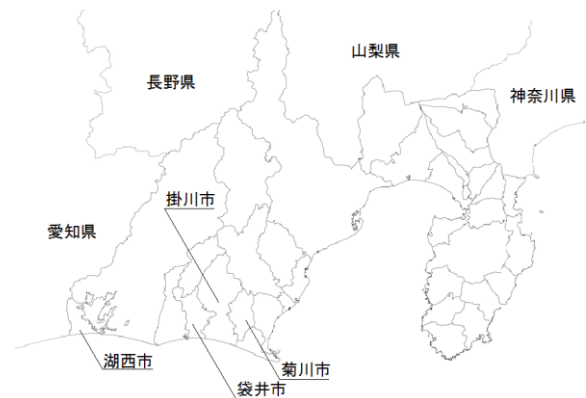 山梨県
長野県
神奈川県
掛川市
愛知県
湖西市
菊川市
袋井市